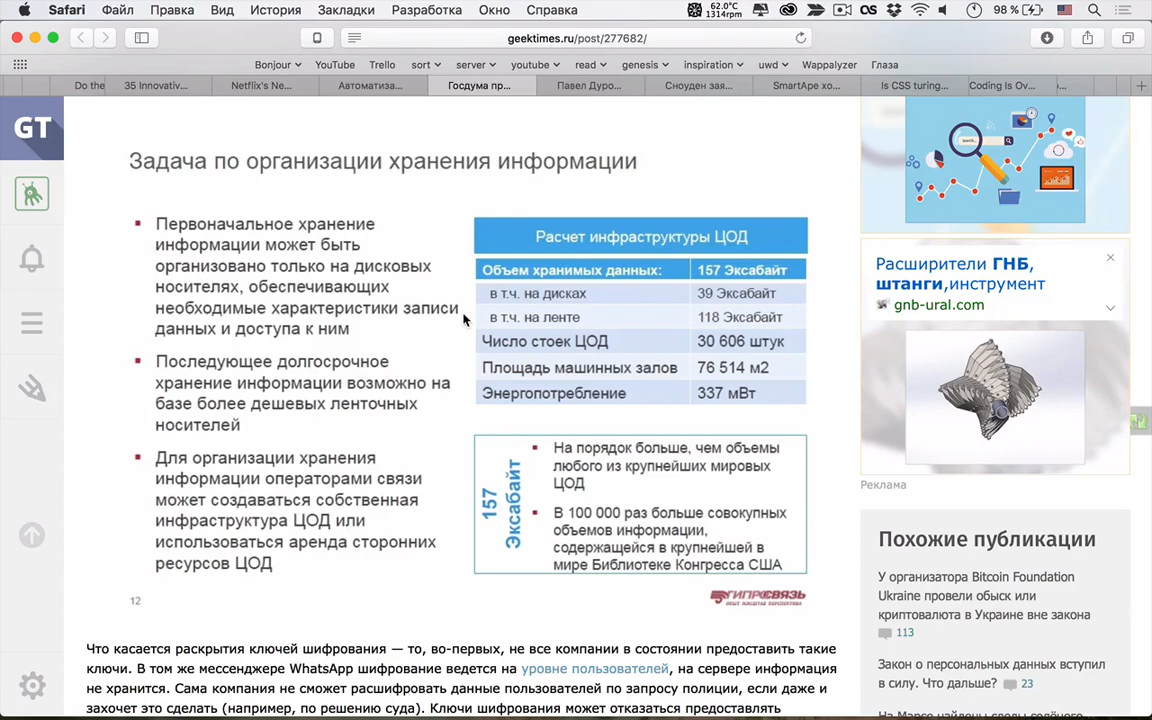 Safari Файл Правка Вид История Закладки Разработка Окно Справка
62.0°C
1314rpm
98 %
geektimes.ru/post/277682/
Bonjour YouTube Trello sort server youtube read genesis inspiration uwd Wappalyzer Глаза
Do the 35 Innovativ... Netflix's Ne... Автоматиза... Госдума пр... Павел Дуро... Сноуден зая... SmartApe хо... Is CSS turing... Coding Is Ov...
GT
Задача по организации хранения информации
Первоначальное хранение
информации может быть
организовано только на дисковых
носителях, обеспечивающих
необходимые характеристики записи
данных и доступа к ним
Последующее долгосрочное
хранение информации возможно на
базе более дешевых ленточных
носителей
Для организации хранения
информации операторами связи
может создаваться собственная
инфраструктура ЦОД или
использоваться аренда сторонних
ресурсов ЦОД
12
Расчет инфраструктуры ЦОД
Объем хранимых данных: 157 Эксабайт
в т.ч. на дисках 39 Эксабайт
в т.ч. на ленте 118 Эксабайт
Число стоек ЦОД 30 606 штук
Площадь машинных залов 76 514 м2
Энергопотребление 337 мВт
157
Эксабайт
На порядок больше, чем объемы
любого из крупнейших мировых
ЦОД
В 100 000 раз больше совокупных
объемов информации,
содержащейся в крупнейшей в
мире Библиотеке Конгресса США
ГИПРОСВЯЗЬ
Что касается раскрытия ключей шифрования — то, во-первых, не все компании в состоянии предоставить такие
ключи. В том же мессенджере WhatsApp шифрование ведется на уровне пользователей, на сервере информация
не хранится. Сама компания не сможет расшифровать данные пользователей по запросу полиции, если даже и
захочет это сделать (например, по решению суда). Ключи шифрования может отказаться предоставлять
Расширители ГНБ,
штанги,инструмент
gnb-ural.com
Реклама
Похожие публикации
У организатора Bitcoin Foundation
Ukraine провели обыск или
криптовалюта в Украине вне закона
113
Закон о персональных данных вступил
в силу. Что дальше? 23